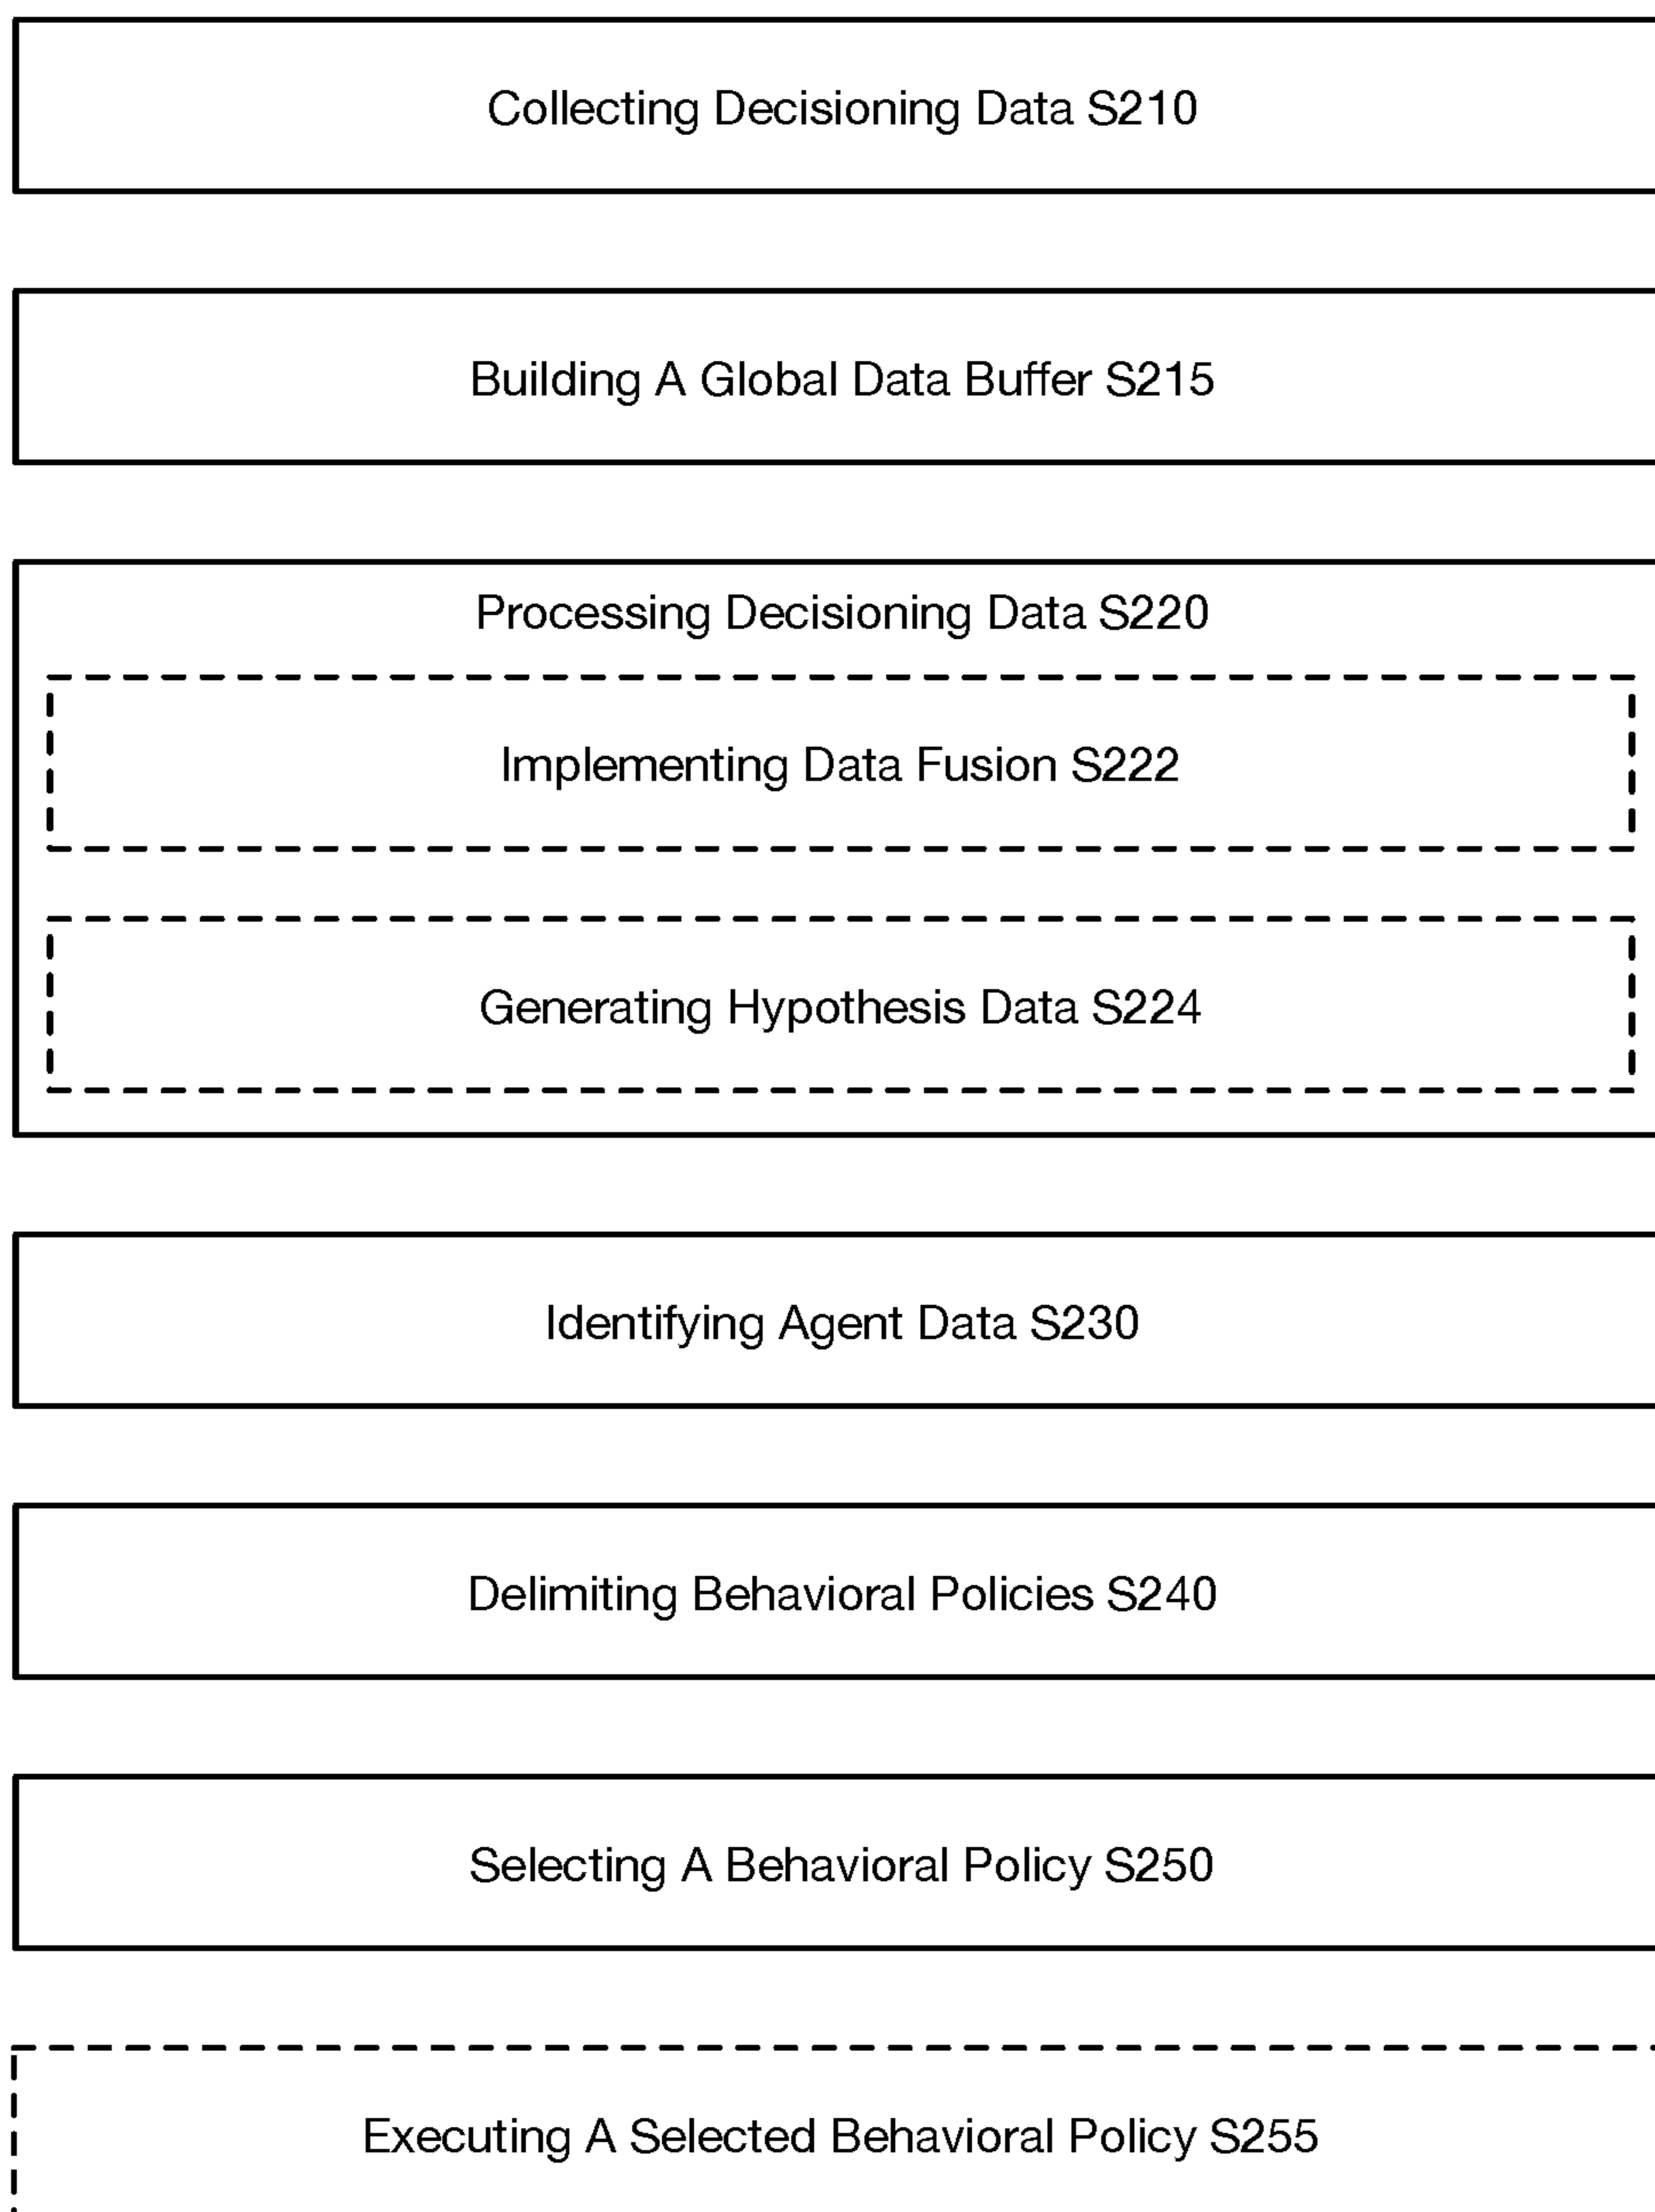 Collecting Decisioning Data S210
Building A Global Data Buffer S215
Processing Decisioning Data S220
Implementing Data Fusion S222
Generating Hypothesis Data S224
Identifying Agent Data S230
Delimiting Behavioral Policies S240
Selecting A Behavioral Policy S250
Executing A Selected Behavioral Policy S255